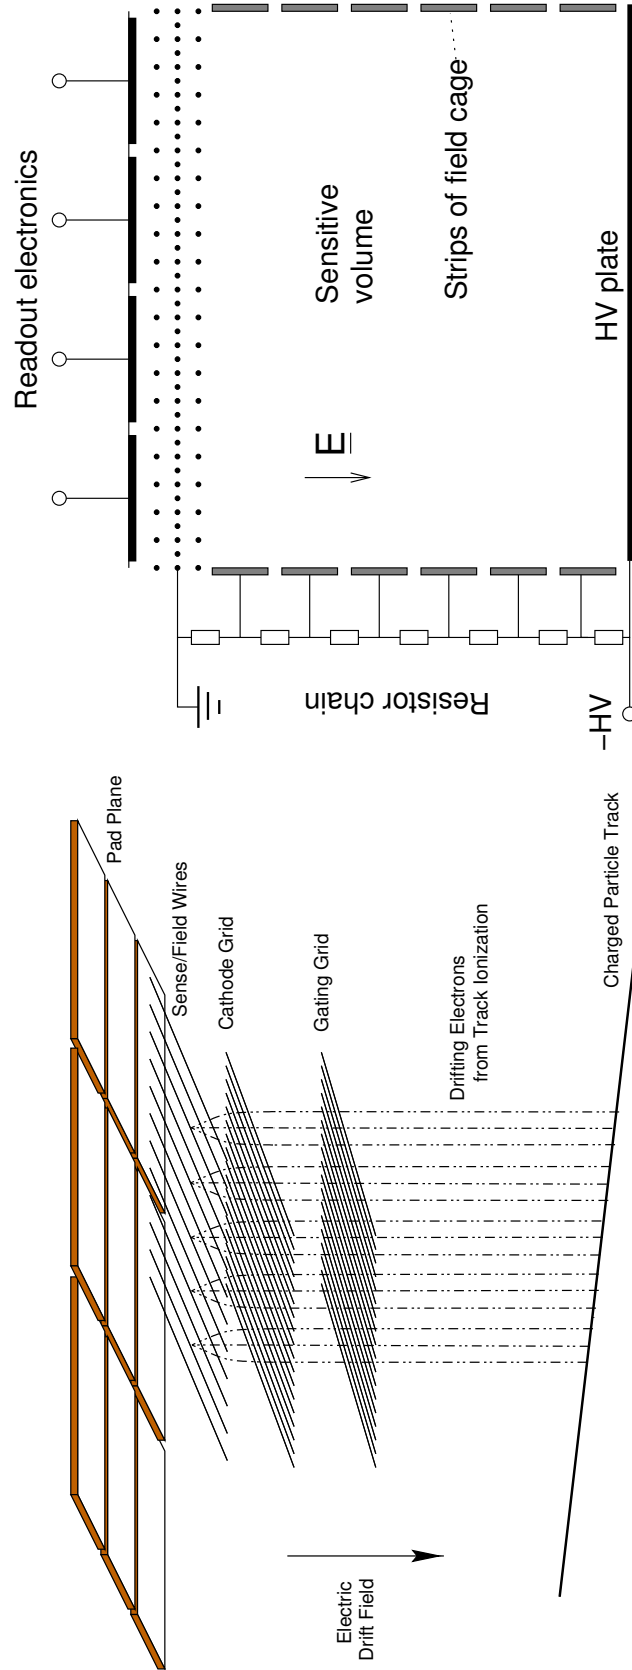 Readout electronics
Sensitive
volume
Strips of field cage
E
HV plate
Resistor chain
–HV
Pad Plane
Sense/Field Wires
Cathode Grid
Gating Grid
Drifting Electrons
from Track Ionization
Charged Particle Track
Electric
Drift Field